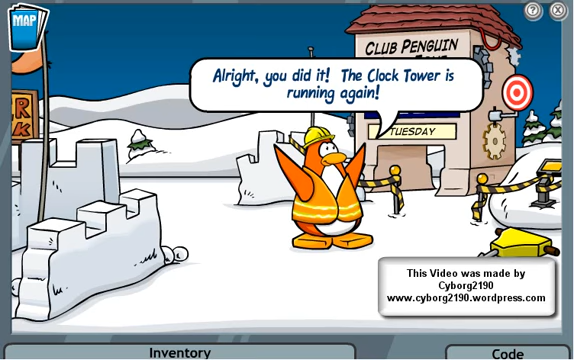 MAP
?
X
CLUB PENGUIN
Alright, you did it! The Clock Tower is
running again!
TUESDAY
This Video was made by
Cyborg2190
www.cyborg2190.wordpress.com
Inventory
Code